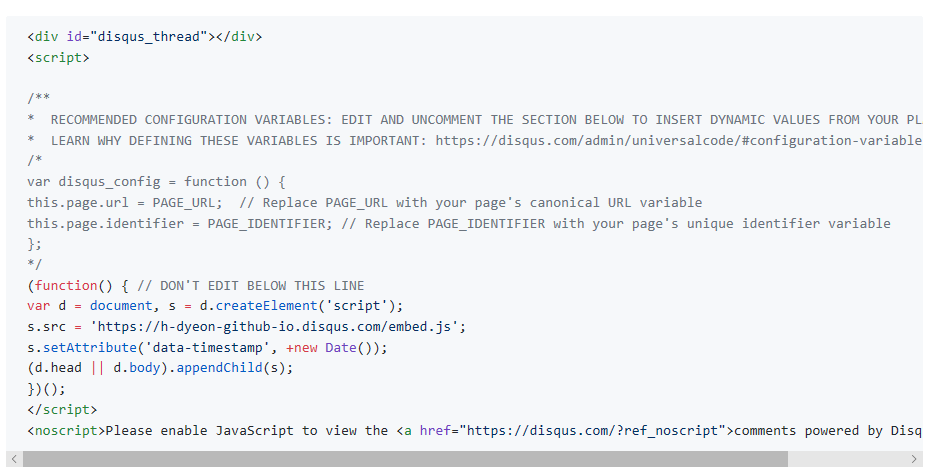 <div id="disqus_thread"></div>
<script>
/**
*  RECOMMENDED CONFIGURATION VARIABLES: EDIT AND UNCOMMENT THE SECTION BELOW TO INSERT DYNAMIC VALUES FROM YOUR PL
*  LEARN WHY DEFINING THESE VARIABLES IS IMPORTANT: https://disqus.com/admin/universalcode/#configuration-variable
/*
var disqus_config = function () {
this.page.url = PAGE_URL;  // Replace PAGE_URL with your page's canonical URL variable
this.page.identifier = PAGE_IDENTIFIER; // Replace PAGE_IDENTIFIER with your page's unique identifier variable
};
*/
(function() { // DON'T EDIT BELOW THIS LINE
var d = document, s = d.createElement('script');
s.src = 'https://h-dyeon-github-io.disqus.com/embed.js';
s.setAttribute('data-timestamp', +new Date());
(d.head || d.body).appendChild(s);
})();
</script>
<noscript>Please enable JavaScript to view the <a href="https://disqus.com/?ref_noscript">comments powered by Disq